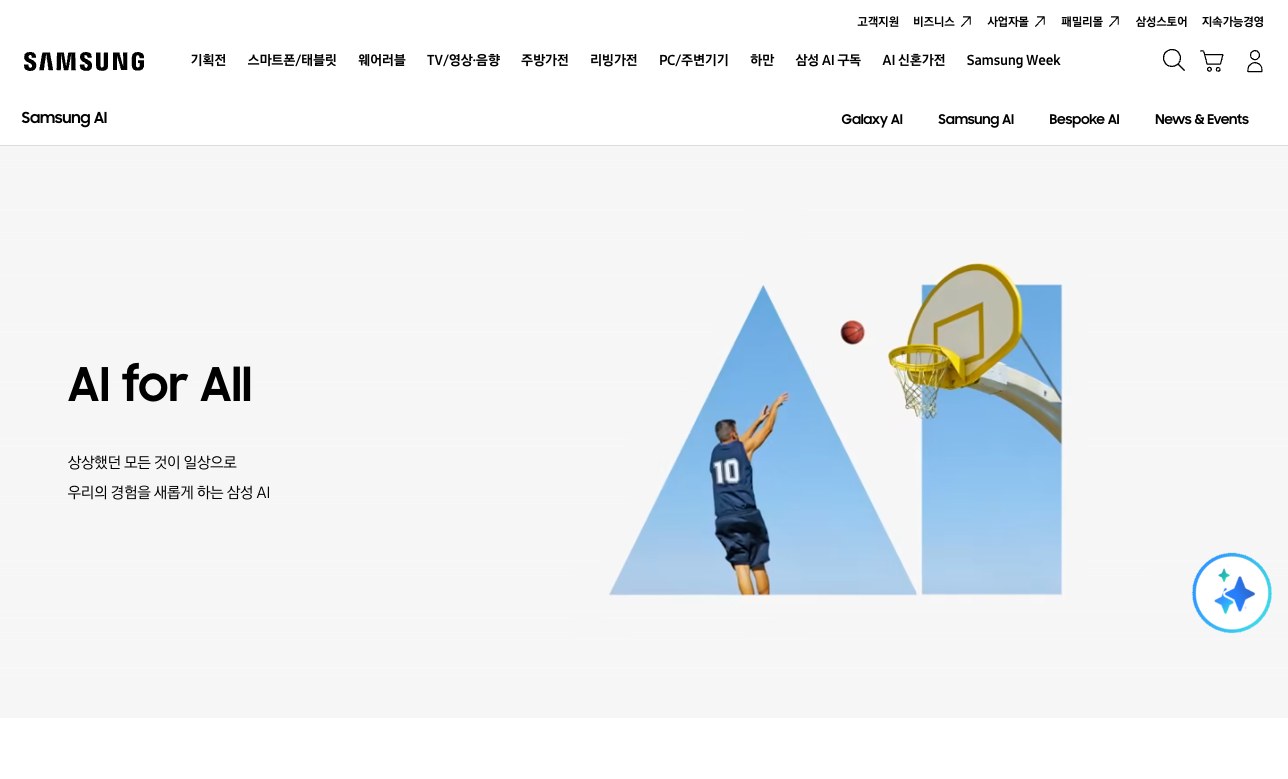 고객지원 비즈니스 사업자몰 패밀리몰 삼성스토어 지속가능경영
SAMSUNG 기획전 스마트폰/태블릿 웨어러블 TV/영상·음향 주방가전 리빙가전 PC/주변기기 하만 삼성 AI 구독 AI 신혼가전 Samsung Week
Samsung AI Galaxy AI Samsung AI Bespoke AI News & Events
AI for All
상상했던 모든 것이 일상으로
우리의 경험을 새롭게 하는 삼성 AI
10